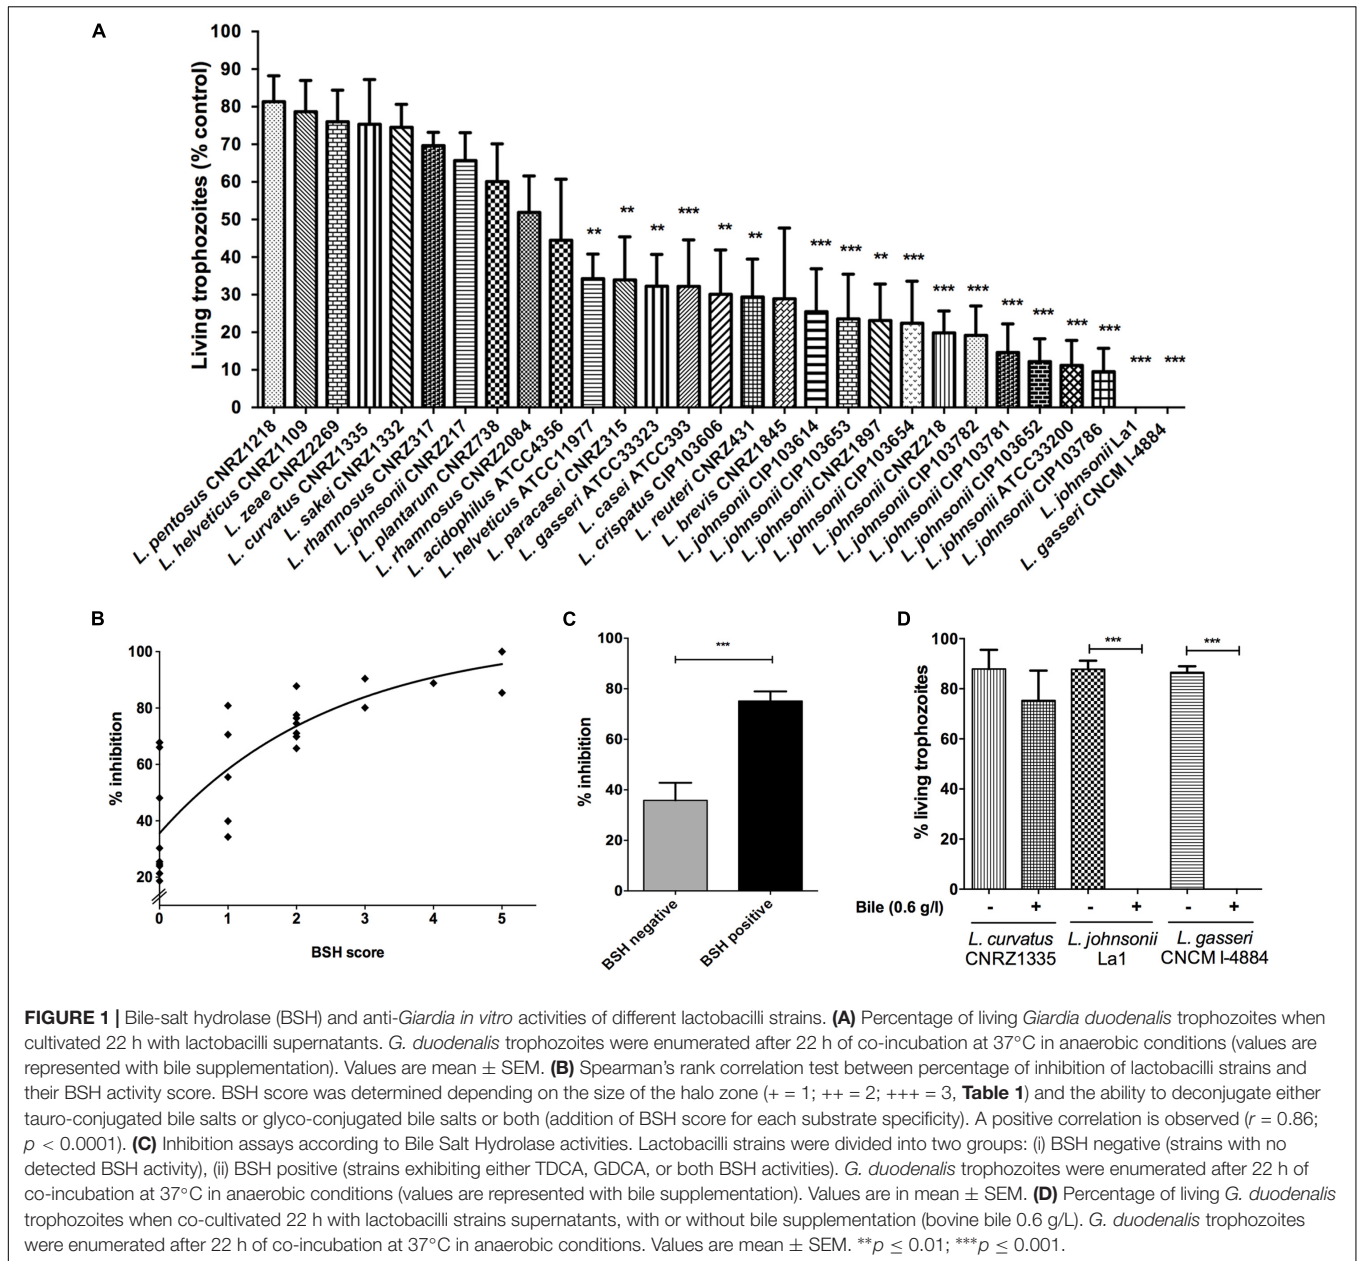 A
Living trophozoites (% control)
100
90
80
70
60
50
40
30
20
10
0
** ** ** *** ** ** *** *** ** *** *** *** *** *** *** *** *** ***
L. pentosus CNRZ1218
L. helveticus CNRZ1109
L. zeae CNRZ2269
L. curvatus CNRZ1335
L. sakei CNRZ1332
L. rhamnosus CNRZ317
L. johnsonii CNRZ217
L. plantarum CNRZ738
L. rhamnosus CNRZ2084
L. acidophilus ATCC4356
L. helveticus ATCC11977
L. paracasei CNRZ315
L. gasseri ATCC33323
L. casei ATCC393
L. crispatus CIP103606
L. reuteri CNRZ431
L. brevis CNRZ1845
L. johnsonii CIP103614
L. johnsonii CIP103653
L. johnsonii CNRZ1897
L. johnsonii CIP103654
L. johnsonii CNRZ218
L. johnsonii CIP103782
L. johnsonii CIP103781
L. johnsonii CIP103652
L. johnsonii ATCC33200
L. johnsonii CIP103786
L. johnsonii La1
L. gasseri CNCM I-4884
B
% inhibition
100
80
60
40
20
0 1 2 3 4 5
BSH score
C
% inhibition
100
80
60
40
20
0
***
BSH negative
BSH positive
D
% living trophozoites
100
80
60
40
20
0
*** ***
Bile (0.6 g/l) - + - + - +
L. curvatus L. johnsonii L. gasseri
CNRZ1335 La1 CNCM I-4884
FIGURE 1 | Bile-salt hydrolase (BSH) and anti-Giardia in vitro activities of different lactobacilli strains. (A) Percentage of living Giardia duodenalis trophozoites when
cultivated 22 h with lactobacilli supernatants. G. duodenalis trophozoites were enumerated after 22 h of co-incubation at 37°C in anaerobic conditions (values are
represented with bile supplementation). Values are mean ± SEM. (B) Spearman's rank correlation test between percentage of inhibition of lactobacilli strains and
their BSH activity score. BSH score was determined depending on the size of the halo zone (+ = 1; ++ = 2; +++ = 3, Table 1) and the ability to deconjugate either
tauro-conjugated bile salts or glyco-conjugated bile salts or both (addition of BSH score for each substrate specificity). A positive correlation is observed (r = 0.86;
p < 0.0001). (C) Inhibition assays according to Bile Salt Hydrolase activities. Lactobacilli strains were divided into two groups: (i) BSH negative (strains with no
detected BSH activity), (ii) BSH positive (strains exhibiting either TDCA, GDCA, or both BSH activities). G. duodenalis trophozoites were enumerated after 22 h of
co-incubation at 37°C in anaerobic conditions (values are represented with bile supplementation). Values are in mean ± SEM. (D) Percentage of living G. duodenalis
trophozoites when co-cultivated 22 h with lactobacilli strains supernatants, with or without bile supplementation (bovine bile 0.6 g/L). G. duodenalis trophozoites
were enumerated after 22 h of co-incubation at 37°C in anaerobic conditions. Values are mean ± SEM. **p ≤ 0.01; ***p ≤ 0.001.